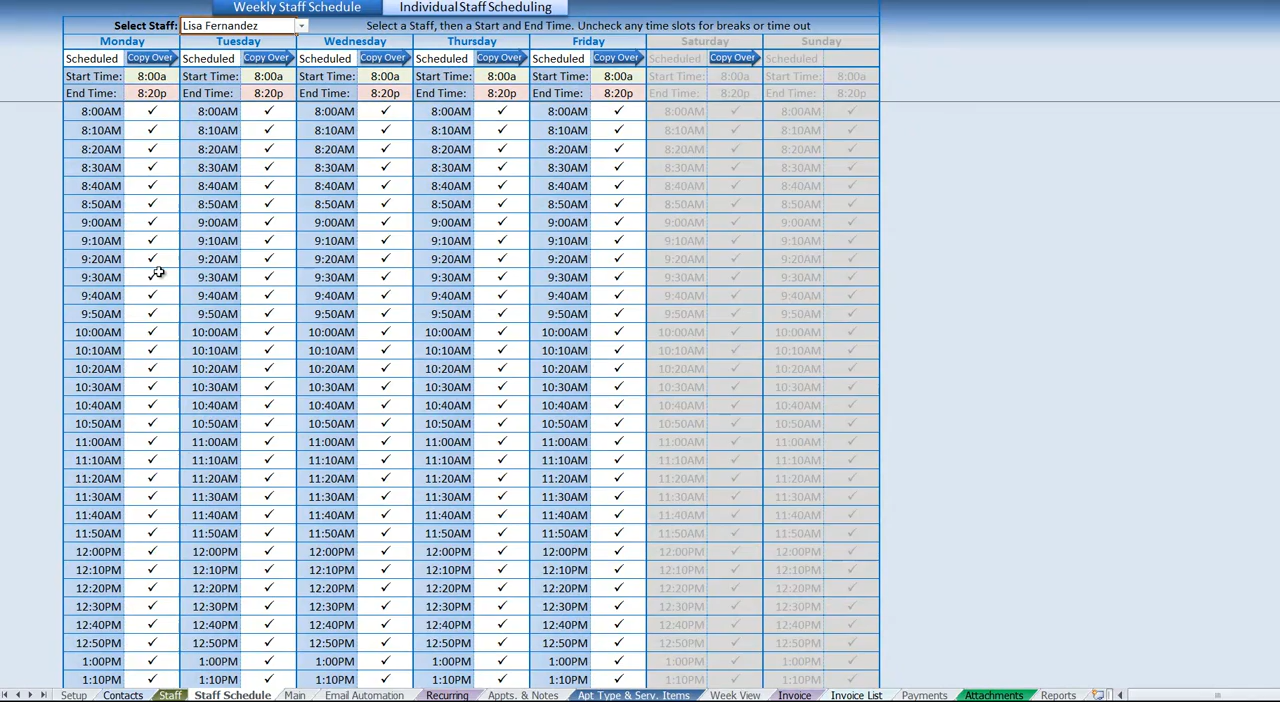 Weekly Staff Schedule Individual Staff Scheduling
Select Staff: Lisa Fernandez Select a Staff, then a Start and End Time. Uncheck any time slots for breaks or time out
Monday Tuesday Wednesday Thursday Friday Saturday Sunday
Scheduled Copy Over Scheduled Copy Over Scheduled Copy Over Scheduled Copy Over Scheduled Copy Over Scheduled Copy Over Scheduled
Start Time: 8:00a Start Time: 8:00a Start Time: 8:00a Start Time: 8:00a Start Time: 8:00a Start Time: 8:00a Start Time: 8:00a
End Time: 8:20p End Time: 8:20p End Time: 8:20p End Time: 8:20p End Time: 8:20p End Time: 8:20p End Time: 8:20p
8:00AM ✓ 8:00AM ✓ 8:00AM ✓ 8:00AM ✓ 8:00AM ✓ 8:00AM ✓ 8:00AM ✓
8:10AM ✓ 8:10AM ✓ 8:10AM ✓ 8:10AM ✓ 8:10AM ✓ 8:10AM ✓ 8:10AM ✓
8:20AM ✓ 8:20AM ✓ 8:20AM ✓ 8:20AM ✓ 8:20AM ✓ 8:20AM ✓ 8:20AM ✓
8:30AM ✓ 8:30AM ✓ 8:30AM ✓ 8:30AM ✓ 8:30AM ✓ 8:30AM ✓ 8:30AM ✓
8:40AM ✓ 8:40AM ✓ 8:40AM ✓ 8:40AM ✓ 8:40AM ✓ 8:40AM ✓ 8:40AM ✓
8:50AM ✓ 8:50AM ✓ 8:50AM ✓ 8:50AM ✓ 8:50AM ✓ 8:50AM ✓ 8:50AM ✓
9:00AM ✓ 9:00AM ✓ 9:00AM ✓ 9:00AM ✓ 9:00AM ✓ 9:00AM ✓ 9:00AM ✓
9:10AM ✓ 9:10AM ✓ 9:10AM ✓ 9:10AM ✓ 9:10AM ✓ 9:10AM ✓ 9:10AM ✓
9:20AM ✓ 9:20AM ✓ 9:20AM ✓ 9:20AM ✓ 9:20AM ✓ 9:20AM ✓ 9:20AM ✓
9:30AM ✓ 9:30AM ✓ 9:30AM ✓ 9:30AM ✓ 9:30AM ✓ 9:30AM ✓ 9:30AM ✓
9:40AM ✓ 9:40AM ✓ 9:40AM ✓ 9:40AM ✓ 9:40AM ✓ 9:40AM ✓ 9:40AM ✓
9:50AM ✓ 9:50AM ✓ 9:50AM ✓ 9:50AM ✓ 9:50AM ✓ 9:50AM ✓ 9:50AM ✓
10:00AM ✓ 10:00AM ✓ 10:00AM ✓ 10:00AM ✓ 10:00AM ✓ 10:00AM ✓ 10:00AM ✓
10:10AM ✓ 10:10AM ✓ 10:10AM ✓ 10:10AM ✓ 10:10AM ✓ 10:10AM ✓ 10:10AM ✓
10:20AM ✓ 10:20AM ✓ 10:20AM ✓ 10:20AM ✓ 10:20AM ✓ 10:20AM ✓ 10:20AM ✓
10:30AM ✓ 10:30AM ✓ 10:30AM ✓ 10:30AM ✓ 10:30AM ✓ 10:30AM ✓ 10:30AM ✓
10:40AM ✓ 10:40AM ✓ 10:40AM ✓ 10:40AM ✓ 10:40AM ✓ 10:40AM ✓ 10:40AM ✓
10:50AM ✓ 10:50AM ✓ 10:50AM ✓ 10:50AM ✓ 10:50AM ✓ 10:50AM ✓ 10:50AM ✓
11:00AM ✓ 11:00AM ✓ 11:00AM ✓ 11:00AM ✓ 11:00AM ✓ 11:00AM ✓ 11:00AM ✓
11:10AM ✓ 11:10AM ✓ 11:10AM ✓ 11:10AM ✓ 11:10AM ✓ 11:10AM ✓ 11:10AM ✓
11:20AM ✓ 11:20AM ✓ 11:20AM ✓ 11:20AM ✓ 11:20AM ✓ 11:20AM ✓ 11:20AM ✓
11:30AM ✓ 11:30AM ✓ 11:30AM ✓ 11:30AM ✓ 11:30AM ✓ 11:30AM ✓ 11:30AM ✓
11:40AM ✓ 11:40AM ✓ 11:40AM ✓ 11:40AM ✓ 11:40AM ✓ 11:40AM ✓ 11:40AM ✓
11:50AM ✓ 11:50AM ✓ 11:50AM ✓ 11:50AM ✓ 11:50AM ✓ 11:50AM ✓ 11:50AM ✓
12:00PM ✓ 12:00PM ✓ 12:00PM ✓ 12:00PM ✓ 12:00PM ✓ 12:00PM ✓ 12:00PM ✓
12:10PM ✓ 12:10PM ✓ 12:10PM ✓ 12:10PM ✓ 12:10PM ✓ 12:10PM ✓ 12:10PM ✓
12:20PM ✓ 12:20PM ✓ 12:20PM ✓ 12:20PM ✓ 12:20PM ✓ 12:20PM ✓ 12:20PM ✓
12:30PM ✓ 12:30PM ✓ 12:30PM ✓ 12:30PM ✓ 12:30PM ✓ 12:30PM ✓ 12:30PM ✓
12:40PM ✓ 12:40PM ✓ 12:40PM ✓ 12:40PM ✓ 12:40PM ✓ 12:40PM ✓ 12:40PM ✓
12:50PM ✓ 12:50PM ✓ 12:50PM ✓ 12:50PM ✓ 12:50PM ✓ 12:50PM ✓ 12:50PM ✓
1:00PM ✓ 1:00PM ✓ 1:00PM ✓ 1:00PM ✓ 1:00PM ✓ 1:00PM ✓ 1:00PM ✓
1:10PM ✓ 1:10PM ✓ 1:10PM ✓ 1:10PM ✓ 1:10PM ✓ 1:10PM ✓ 1:10PM ✓
Setup Contacts Staff Staff Schedule Main Email Automation Recurring Appts. & Notes Apt Type & Serv. Items Week View Invoice Invoice List Payments Attachments Reports